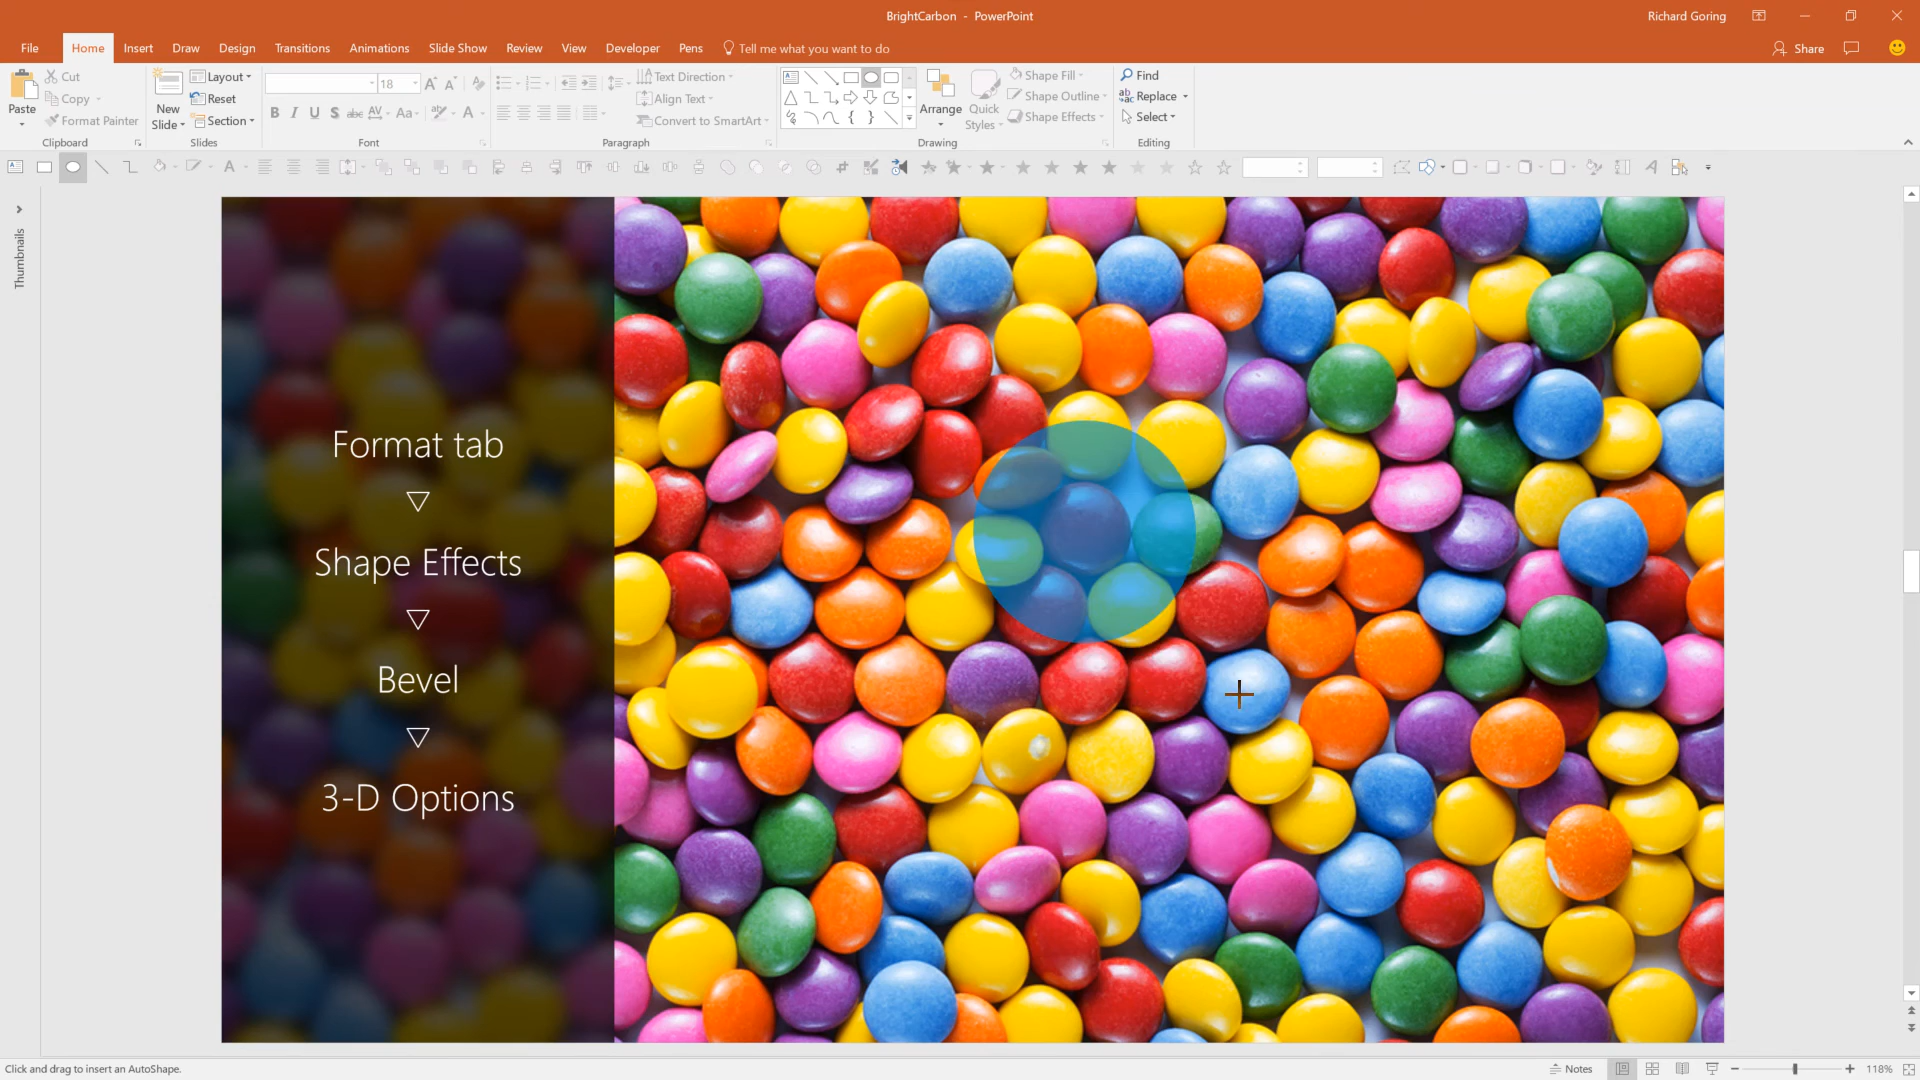 BrightCarbon - PowerPoint
Richard Goring
File Home Insert Draw Design Transitions Animations Slide Show Review View Developer Pens Tell me what you want to do
Share
Paste
Cut
Copy
Format Painter
Clipboard
New Slide
Layout
Reset
Section
Slides
18
B I U S abc AV Aa A
Font
Text Direction
Align Text
Convert to SmartArt
Paragraph
Arrange
Quick Styles
Shape Fill
Shape Outline
Shape Effects
Drawing
Find
Replace
Select
Editing
Thumbnails
Format tab
Shape Effects
Bevel
3-D Options
Click and drag to insert an AutoShape.
Notes
118%